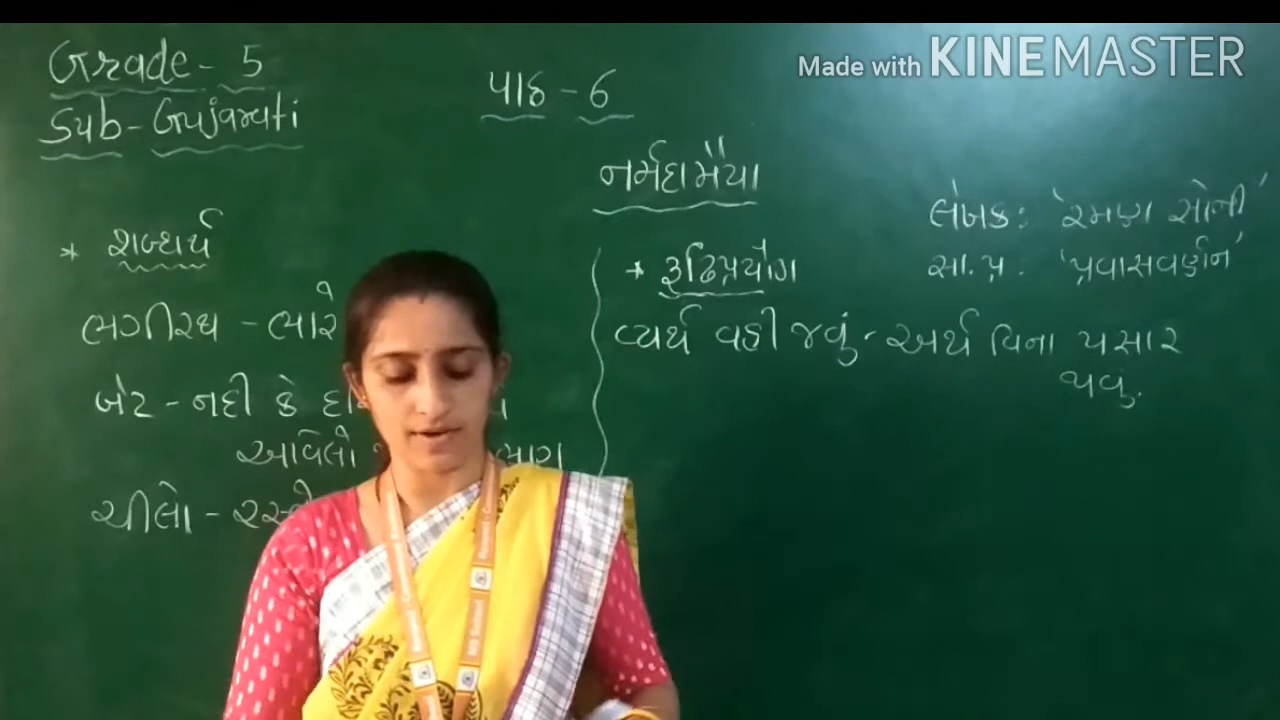 Made with KINEMASTER
Grade - 5
Sub - Gujarati
પાઠ - 6
નર્મદામૈયા
લેખક : 'રમણ સોની'
સા.પ્ર : 'પ્રવાસવર્ણન'
* શબ્દાર્થ
ભગીરથ - ભારે
બેટ - નદી કે
આવેલો
ભાગ
ચીલો -
* રૂઢિપ્રયોગ
વ્યર્થ વહી જવું - અર્થ વિના પસાર
થવું.